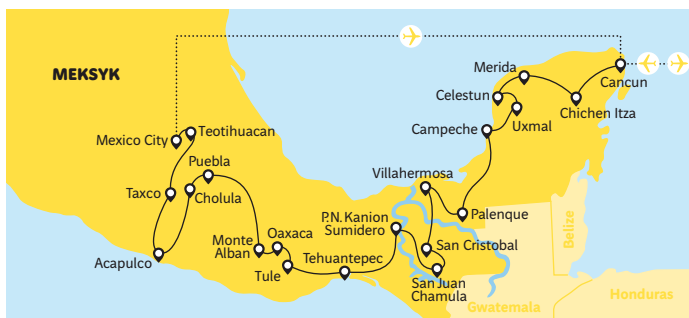 MEKSYK
Merida
Cancun
Celestun
Chichen Itza
Uxmal
Campeche
Teotihuacan
Mexico City
Puebla
Villahermosa
Taxco
Cholula
P.N. Kanion
Sumidero
Palenque
Belize
Oaxaca
Monte
Alban
San Cristobal
Acapulco
Tule
Tehuantepec
San Juan
Chamula
Gwatemala
Honduras